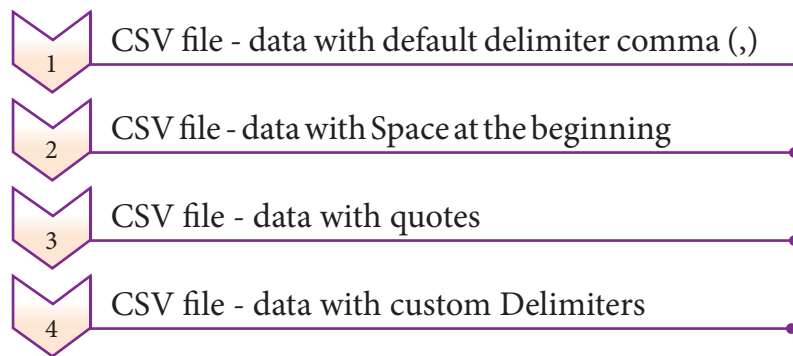 1 CSV file - data with default delimiter comma (,)
2 CSV file - data with Space at the beginning
3 CSV file - data with quotes
4 CSV file - data with custom Delimiters